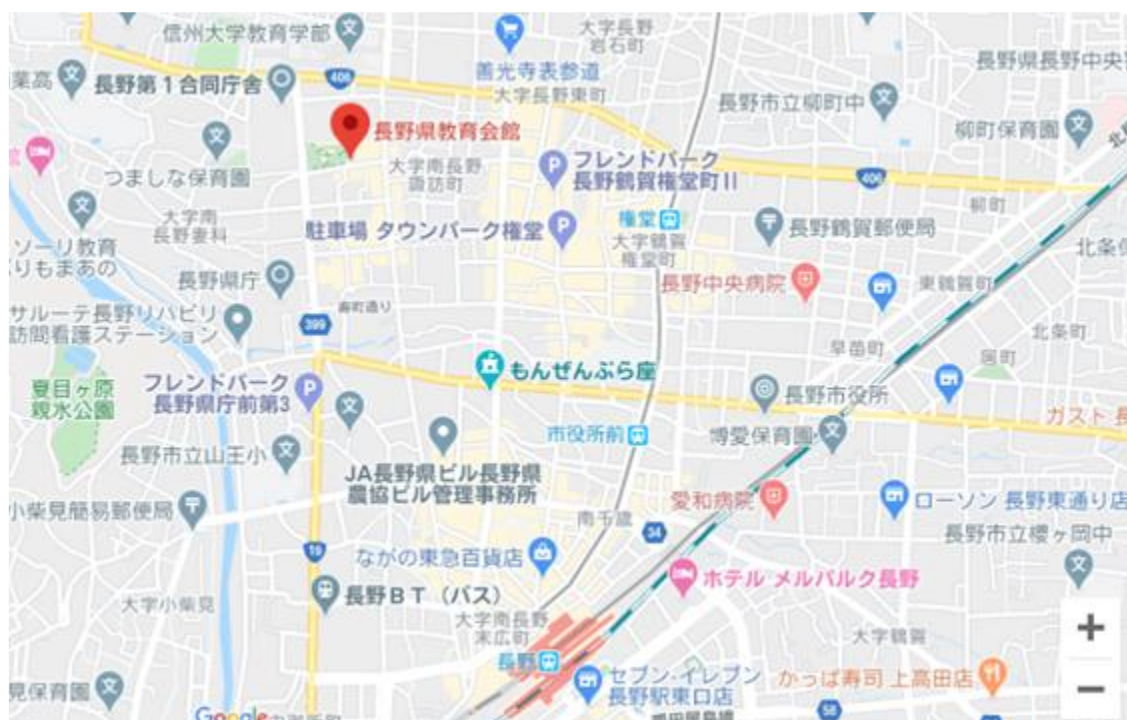 信州大学教育学部
大字長野
岩石町
善光寺表参道
長野県長野中央
業高
長野第1合同庁舎
406
大字長野東町
長野市立柳町中
長野県教育会館
柳町保育園
つましな保育園
大字南長野
諏訪町
フレンドパーク
長野鶴賀権堂町II
406
柳町
大字南
長野妻科
駐車場 タウンパーク権堂
権堂
大字鶴賀
権堂町
長野鶴賀郵便局
ソーリ教育
りもまあの
北条
長野県庁
長野中央病院
東鶴賀町
サルーテ長野リハビリ
訪問看護ステーション
399
早苗町
北条町
居町
夏目ヶ原
親水公園
フレンドパーク
長野県庁前第3
もんぜんぷら座
長野市役所
ガスト 長
市役所前
博愛保育園
長野市立山王小
JA長野県ビル長野県
農協ビル管理事務所
愛和病院
小柴見簡易郵便局
南千歳
34
ローソン 長野東通り店
長野市立櫻ヶ岡中
19
ながの東急百貨店
ホテル メルパルク長野
長野BT(バス)
大字小柴見
大字南長野
末広町
大字鶴賀
+
長野
セブン-イレブン
長野駅東口店
かっぱ寿司 上高田店
見保育園
−
Google
58